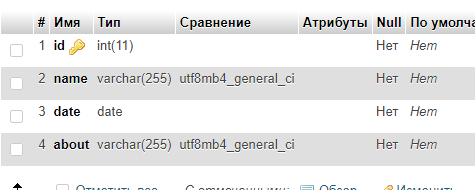 # Имя Тип Сравнение Атрибуты Null По умолча
1 id int(11) Нет Нет
2 name varchar(255) utf8mb4_general_ci Нет Нет
3 date date Нет Нет
4 about varchar(255) utf8mb4_general_ci Нет Нет
Отметить все С отмеченными: Обзор Изменить